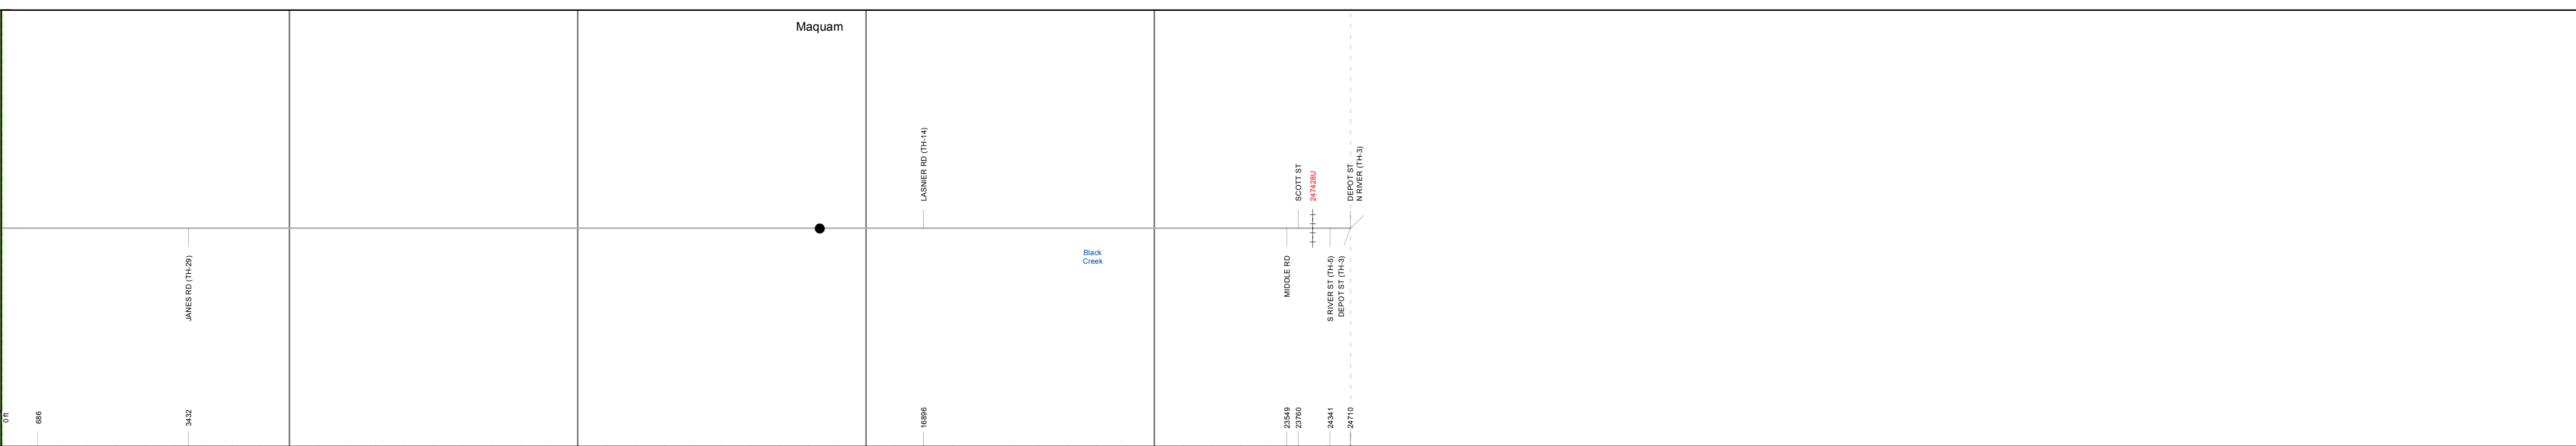 Maquam
LASNIER RD (TH-14)
SCOTT ST
247428U
DEPOT ST
N RIVER (TH-3)
JANES RD (TH-29)
Black
Creek
MIDDLE RD
S RIVER ST (TH-5)
DEPOT ST (TH-3)
0 ft
686
3432
16896
23549
23760
24341
24710